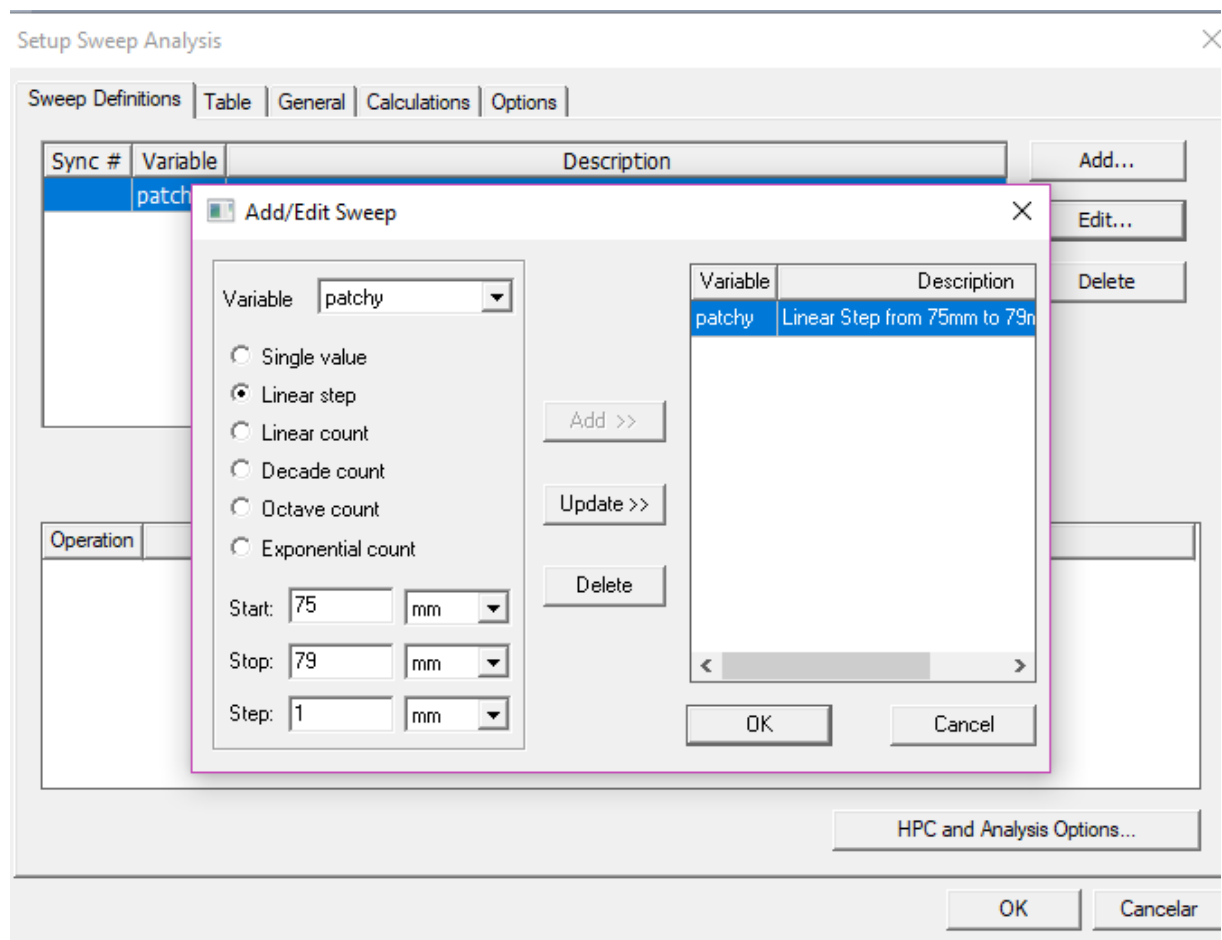 Setup Sweep Analysis
Sweep Definitions Table General Calculations Options
Sync # Variable Description
patch
Add...
Edit...
Delete
Add/Edit Sweep
Variable patchy
Single value
Linear step
Linear count
Decade count
Octave count
Exponential count
Start: 75 mm
Stop: 79 mm
Step: 1 mm
Add >>
Update >>
Delete
Variable Description
patchy Linear Step from 75mm to 79m
OK Cancel
Operation
HPC and Analysis Options...
OK Cancelar